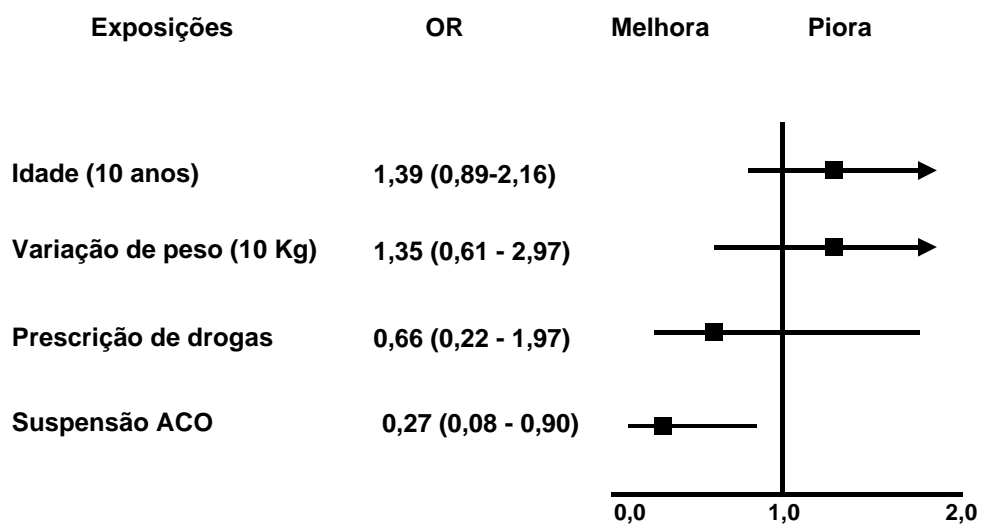 Exposições OR Melhora Piora
Idade (10 anos) 1,39 (0,89-2,16)
Variação de peso (10 Kg) 1,35 (0,61 - 2,97)
Prescrição de drogas 0,66 (0,22 - 1,97)
Suspensão ACO 0,27 (0,08 - 0,90)
0,0 1,0 2,0